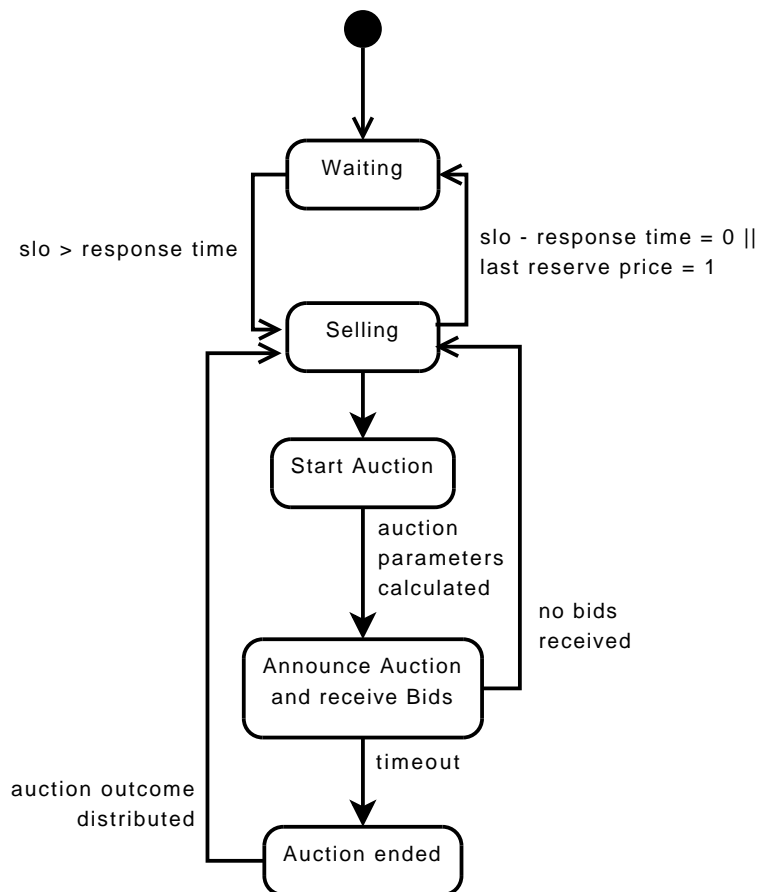 Waiting
slo > response time
slo - response time = 0 ||
last reserve price = 1
Selling
Start Auction
auction
parameters
calculated
no bids
received
Announce Auction
and receive Bids
timeout
auction outcome
distributed
Auction ended